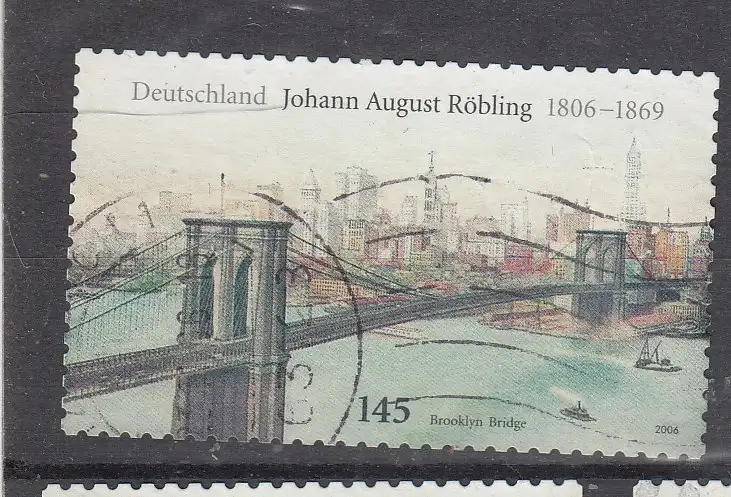 Deutschland Johann August Röbling 1806–1869
145 Brooklyn Bridge 2006